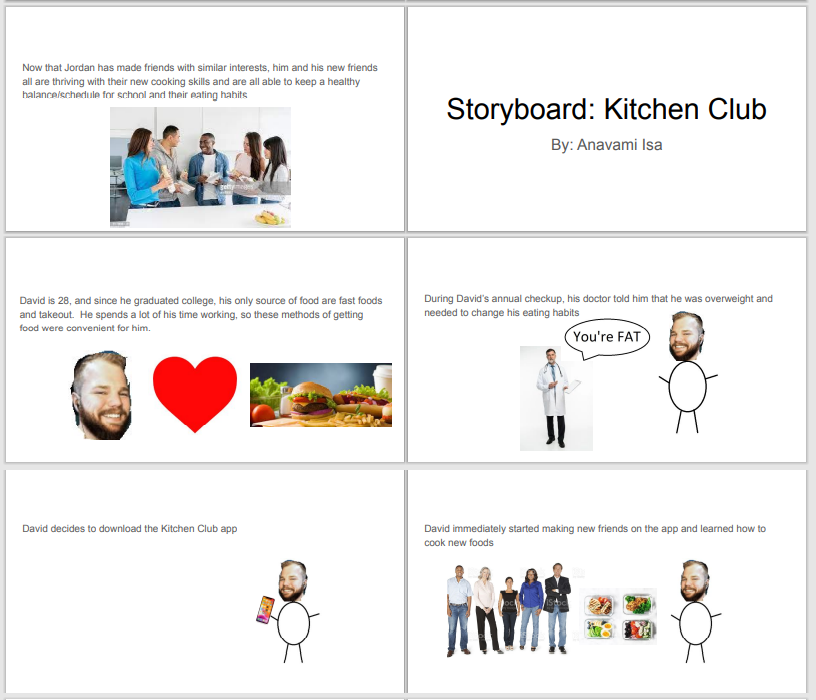 Now that Jordan has made friends with similar interests, him and his new friends
all are thriving with their new cooking skills and are all able to keep a healthy
balance/schedule for school and their eating habits
gettyimages
Storyboard: Kitchen Club
By: Anavami Isa
David is 28, and since he graduated college, his only source of food are fast foods
and takeout.  He spends a lot of his time working, so these methods of getting
food were convenient for him.
During David's annual checkup, his doctor told him that he was overweight and
needed to change his eating habits
You're FAT
David decides to download the Kitchen Club app
David immediately started making new friends on the app and learned how to
cook new foods